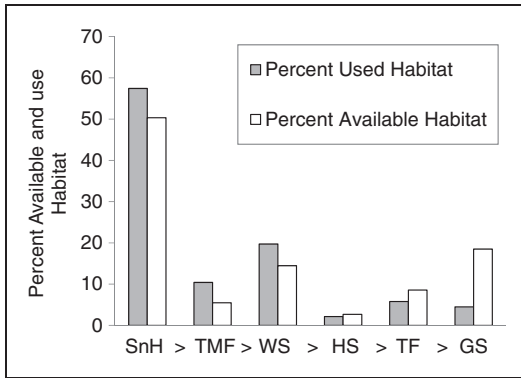 Percent Available and use
Habitat
70
60
50
40
30
20
10
0
Percent Used Habitat
Percent Available Habitat
SnH > TMF > WS > HS > TF > GS